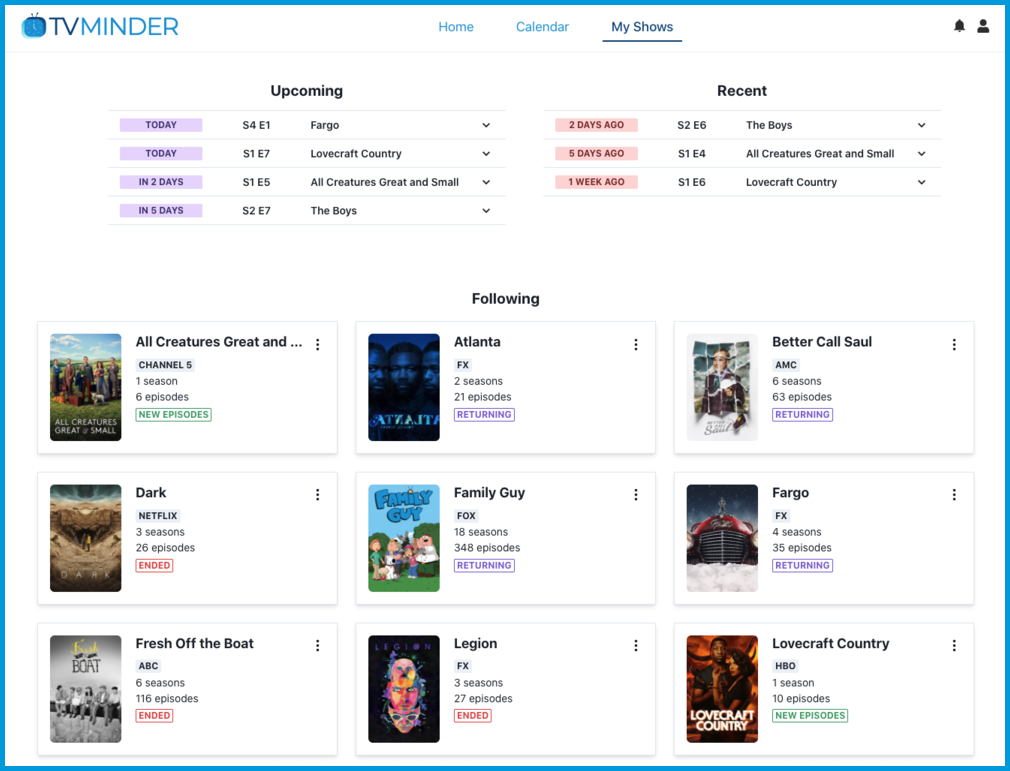 TVMINDER
Home Calendar My Shows
Upcoming
TODAY S4 E1 Fargo
TODAY S1 E7 Lovecraft Country
IN 2 DAYS S1 E5 All Creatures Great and Small
IN 5 DAYS S2 E7 The Boys
Recent
2 DAYS AGO S2 E6 The Boys
5 DAYS AGO S1 E4 All Creatures Great and Small
1 WEEK AGO S1 E6 Lovecraft Country
Following
ALL CREATURES
GREAT & SMALL
All Creatures Great and ...
CHANNEL 5
1 season
6 episodes
NEW EPISODES
ATLANTA
Atlanta
FX
2 seasons
21 episodes
RETURNING
BETTER
CALL
Saul
Better Call Saul
AMC
6 seasons
63 episodes
RETURNING
DARK
Dark
NETFLIX
3 seasons
26 episodes
ENDED
FAMILY
GUY
Family Guy
FOX
18 seasons
348 episodes
RETURNING
Fargo
FX
4 seasons
35 episodes
RETURNING
fresh
BOAT
Fresh Off the Boat
ABC
6 seasons
116 episodes
ENDED
LEGION
Legion
FX
3 seasons
27 episodes
ENDED
LOVECRAFT
COUNTRY
Lovecraft Country
HBO
1 season
10 episodes
NEW EPISODES